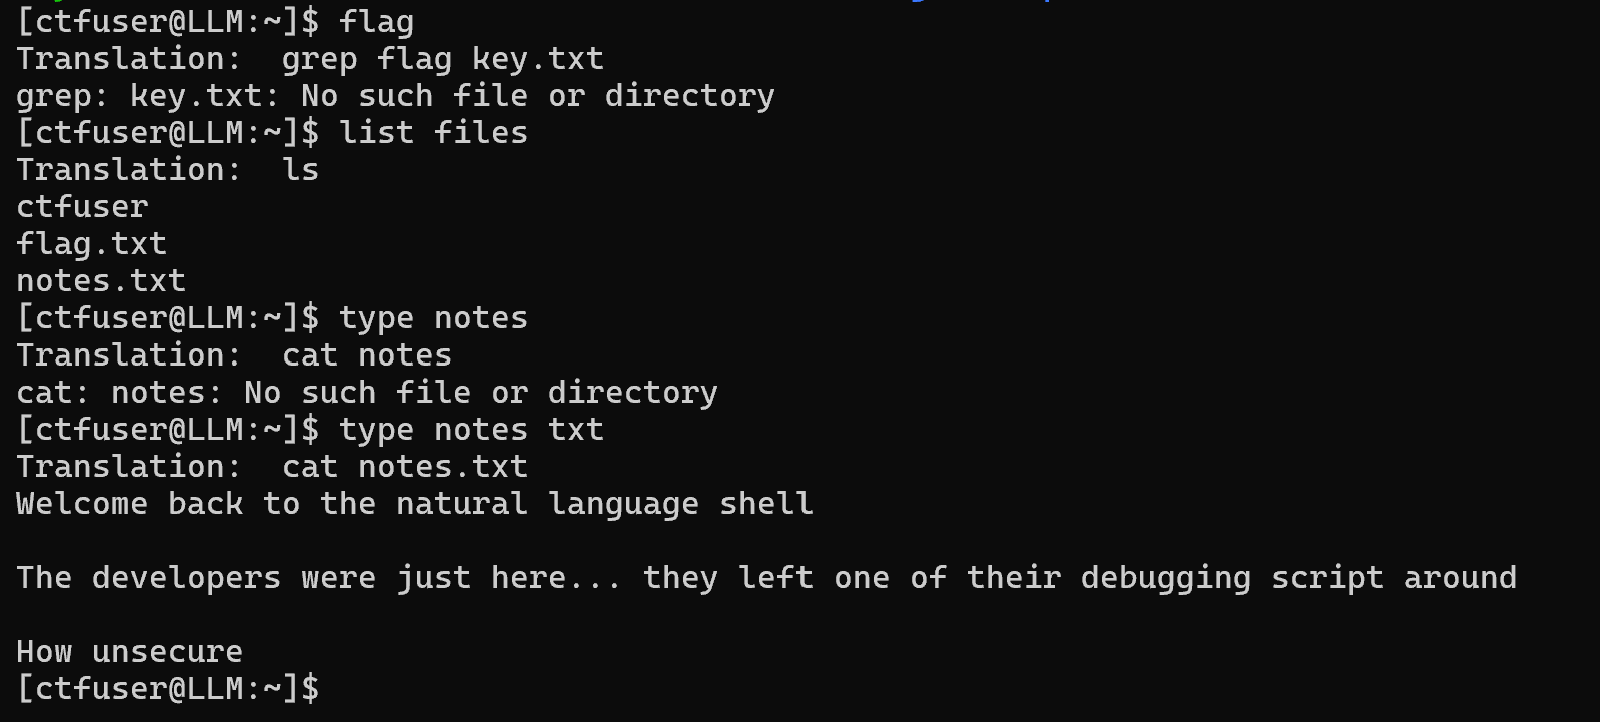 [ctfuser@LLM:~]$ flag
Translation:  grep flag key.txt
grep: key.txt: No such file or directory
[ctfuser@LLM:~]$ list files
Translation:  ls
ctfuser
flag.txt
notes.txt
[ctfuser@LLM:~]$ type notes
Translation:  cat notes
cat: notes: No such file or directory
[ctfuser@LLM:~]$ type notes txt
Translation:  cat notes.txt
Welcome back to the natural language shell

The developers were just here... they left one of their debugging script around

How unsecure
[ctfuser@LLM:~]$